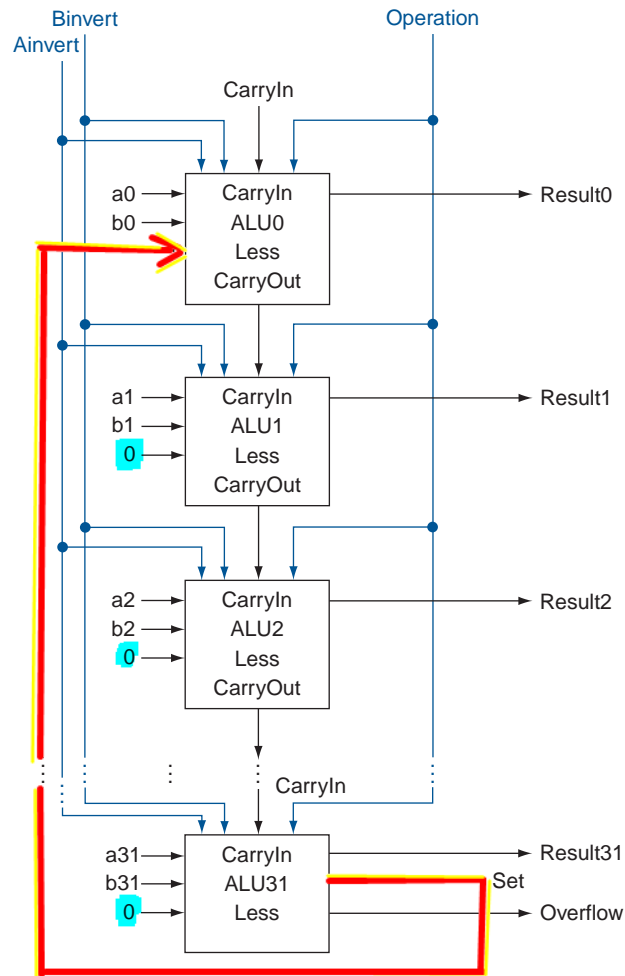 Binvert
Operation
Ainvert
CarryIn
a0
CarryIn
Result0
b0
ALU0
Less
CarryOut
a1
CarryIn
Result1
b1
ALU1
0
Less
CarryOut
a2
CarryIn
Result2
b2
ALU2
0
Less
CarryOut
CarryIn
a31
CarryIn
Result31
b31
ALU31
Set
0
Less
Overflow